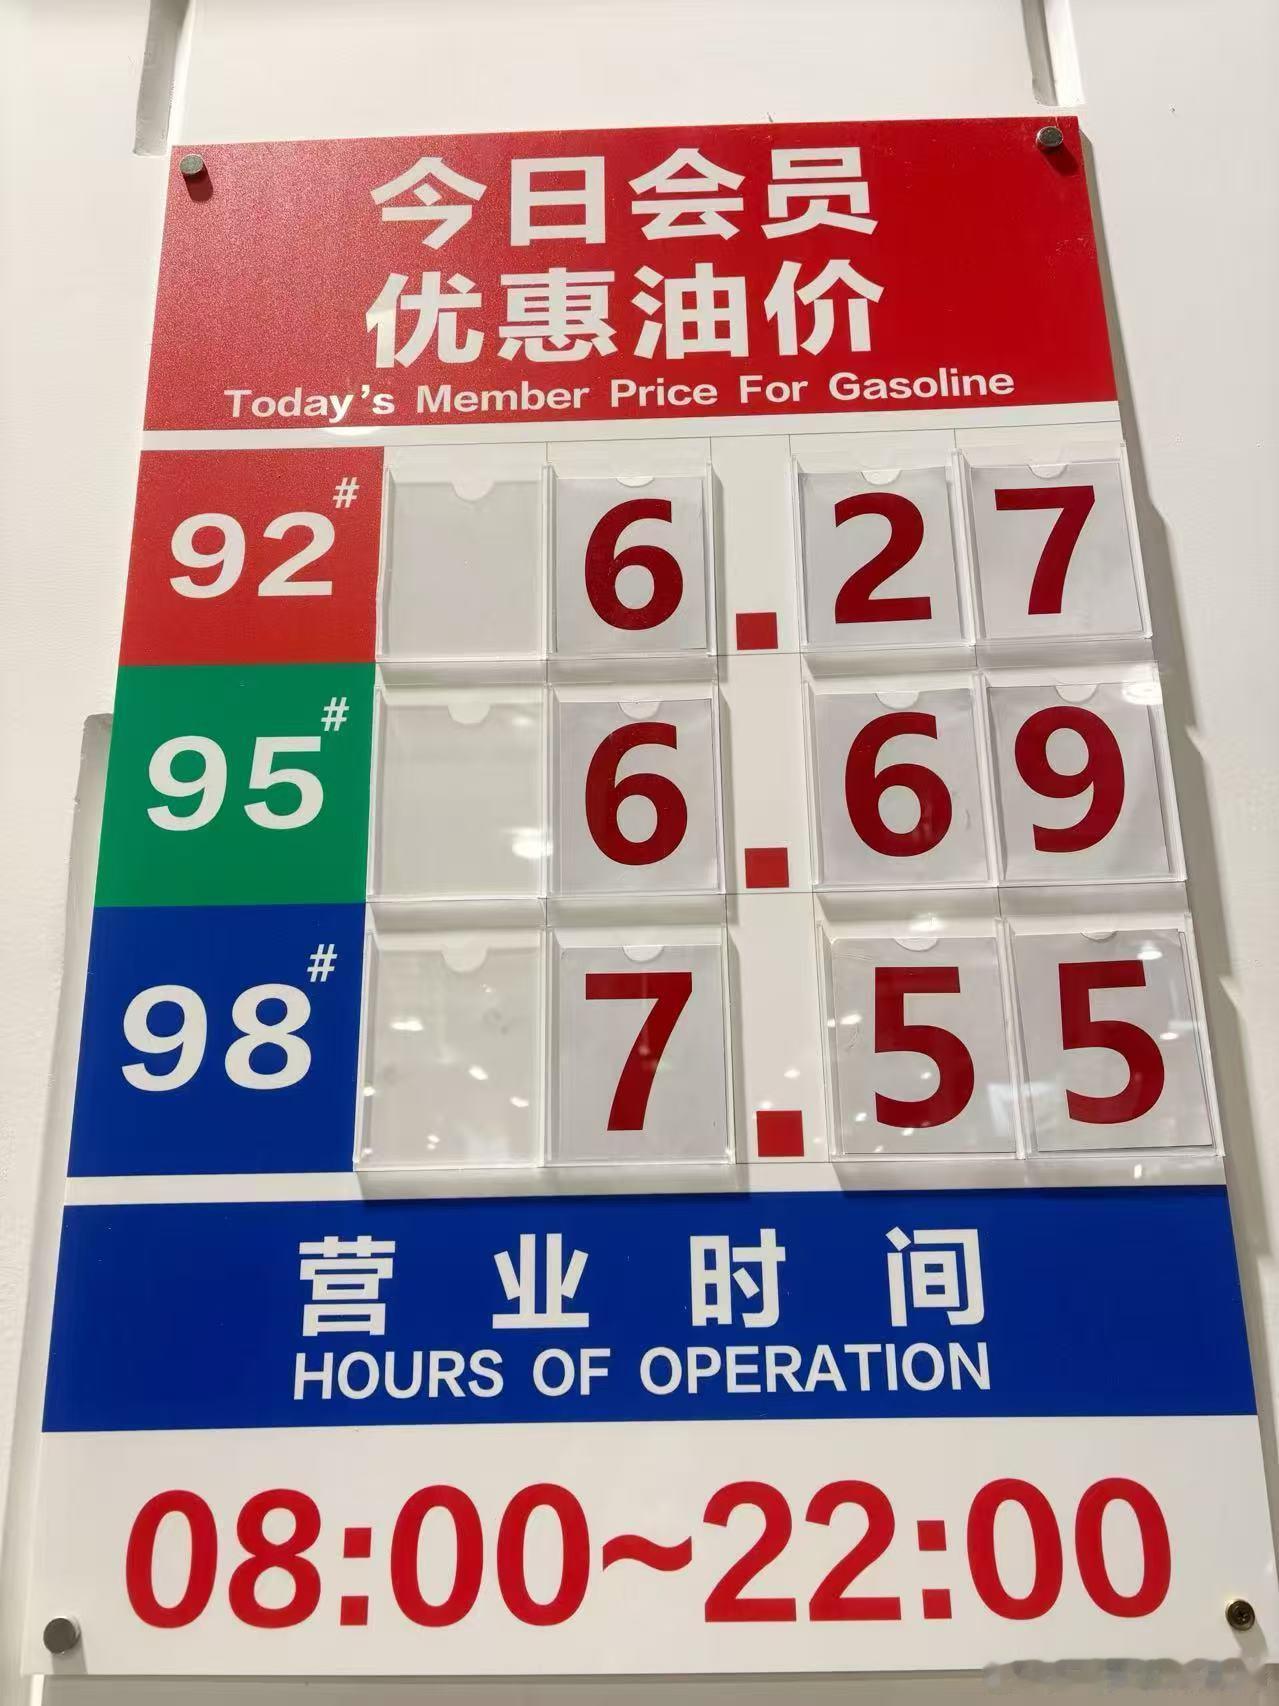 今日会员
优惠油价
Today's Member Price For Gasoline
92# 6.27
95# 6.69
98# 7.55
营业时间
HOURS OF OPERATION
08:00~22:00